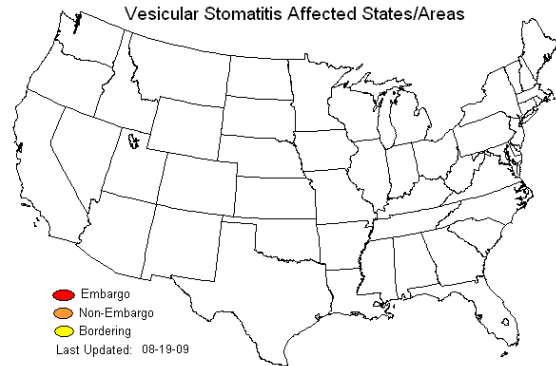 Vesicular Stomatitis Affected States/Areas
Embargo
Non-Embargo
Bordering
Last Updated: 08-19-09